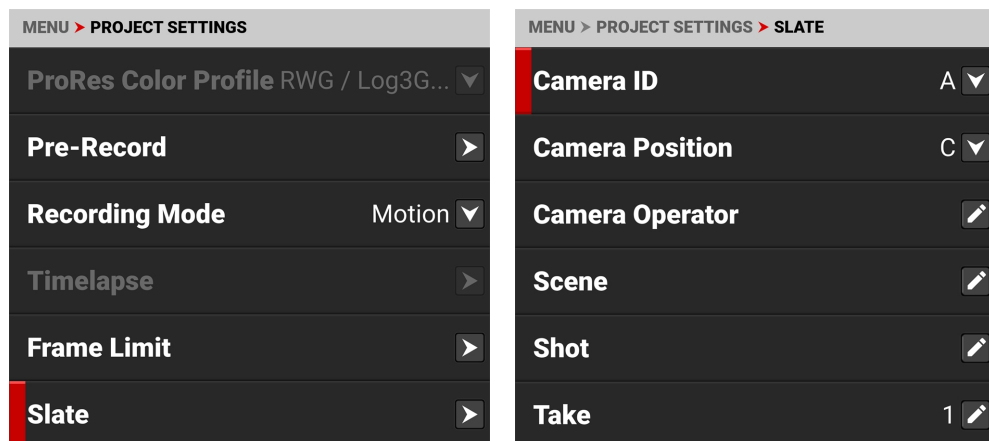 MENU ➤ PROJECT SETTINGS
ProRes Color Profile RWG / Log3G...
Pre-Record
Recording Mode Motion
Timelapse
Frame Limit
Slate
MENU ➤ PROJECT SETTINGS ➤ SLATE
Camera ID A
Camera Position C
Camera Operator
Scene
Shot
Take 1